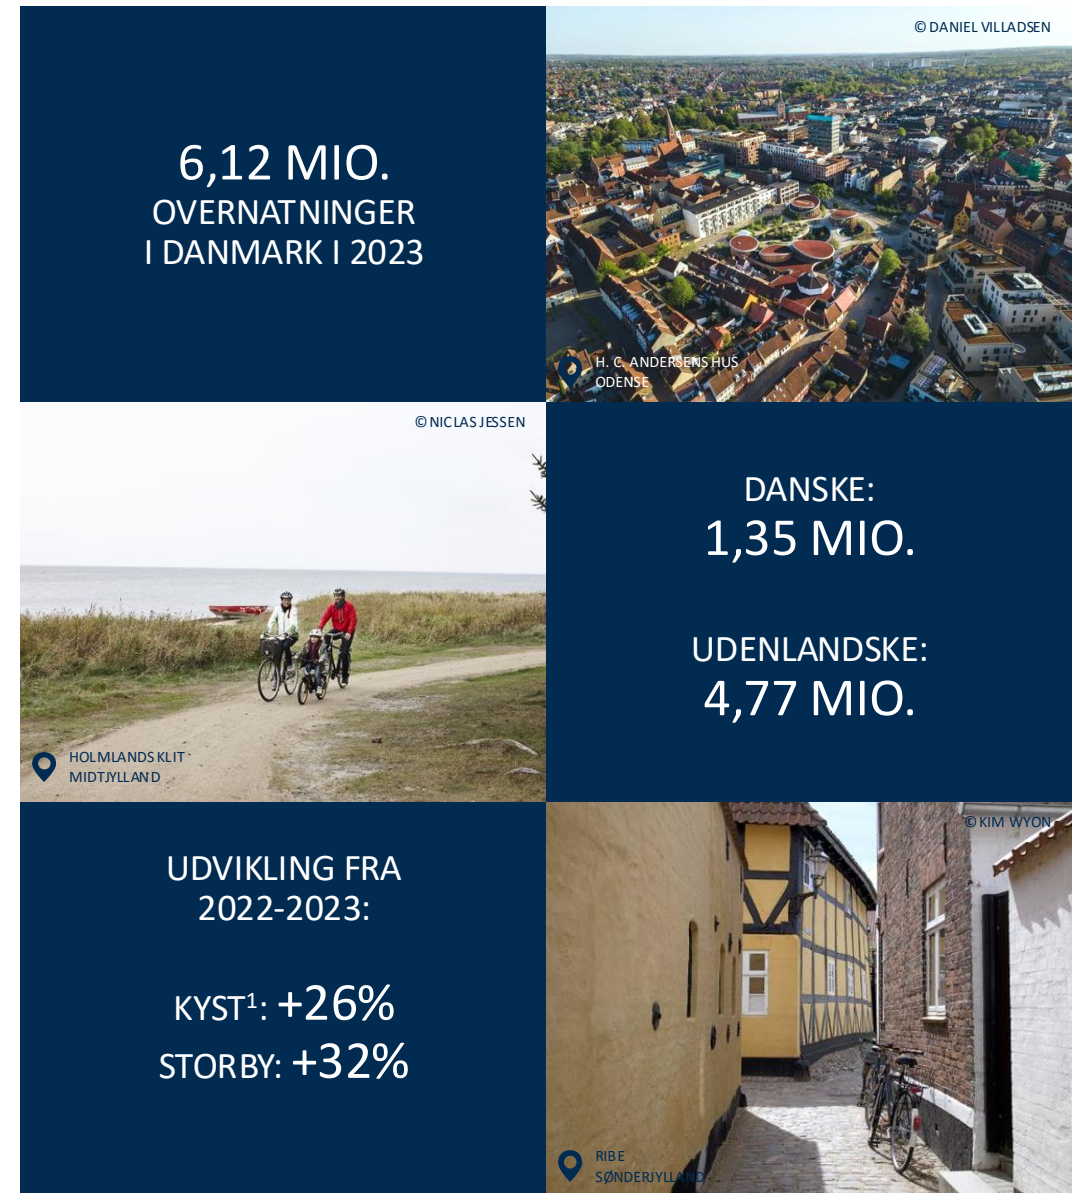 6,12 MIO.
OVERNATNINGER
I DANMARK I 2023
© DANIEL VILLADSEN
H. C. ANDERSENS HUS
ODENSE
© NICLAS JESSEN
HOLMLANDS KLIT
MIDTJYLLAND
DANSKE:
1,35 MIO.
UDENLANDSKE:
4,77 MIO.
UDVIKLING FRA
2022-2023:
KYST¹: +26%
STORBY: +32%
© KIM WYON
RIBE
SØNDERJYLLAND